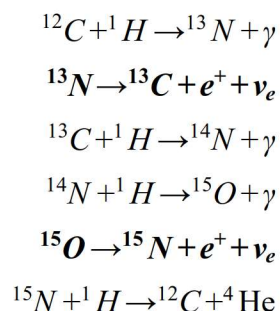 ¹²C + ¹H → ¹³N + γ
¹³N → ¹³C + e⁺ + νₑ
¹³C + ¹H → ¹⁴N + γ
¹⁴N + ¹H → ¹⁵O + γ
¹⁵O → ¹⁵N + e⁺ + νₑ
¹⁵N + ¹H → ¹²C + ⁴He